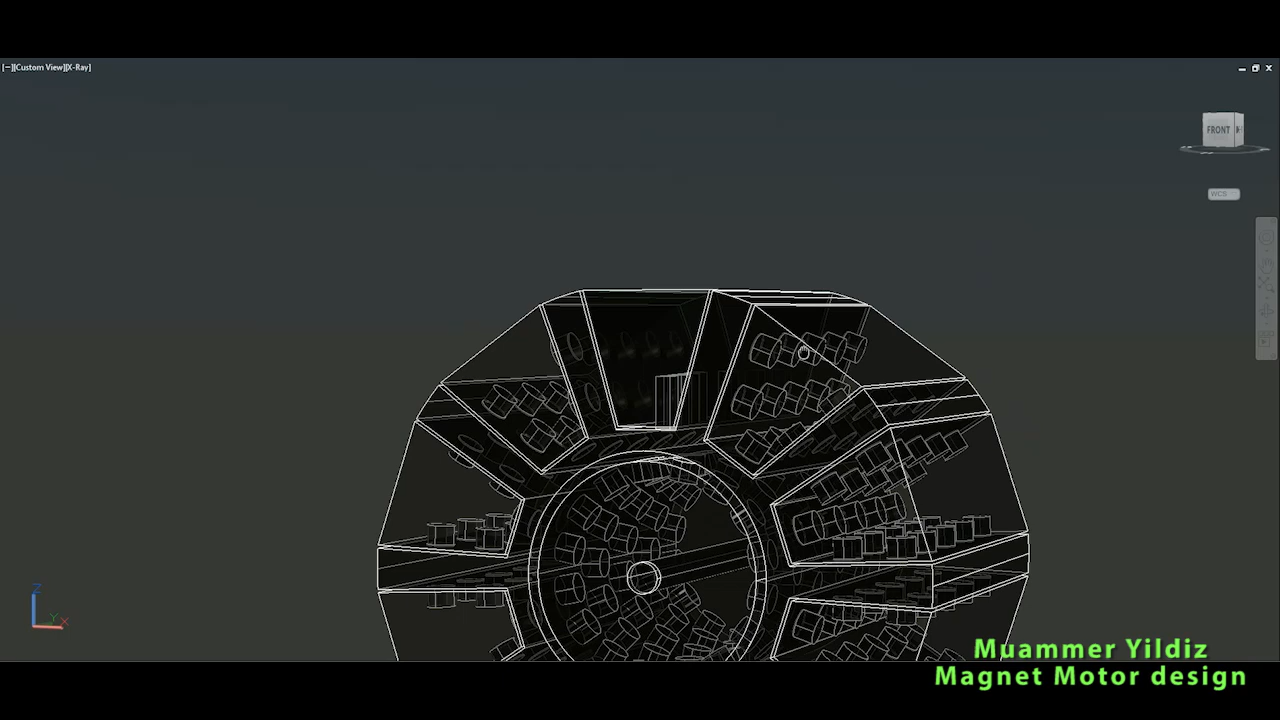 [−][Custom View][X-Ray]
FRONT
WCS
Z
Y
X
Muammer Yildiz
Magnet Motor design